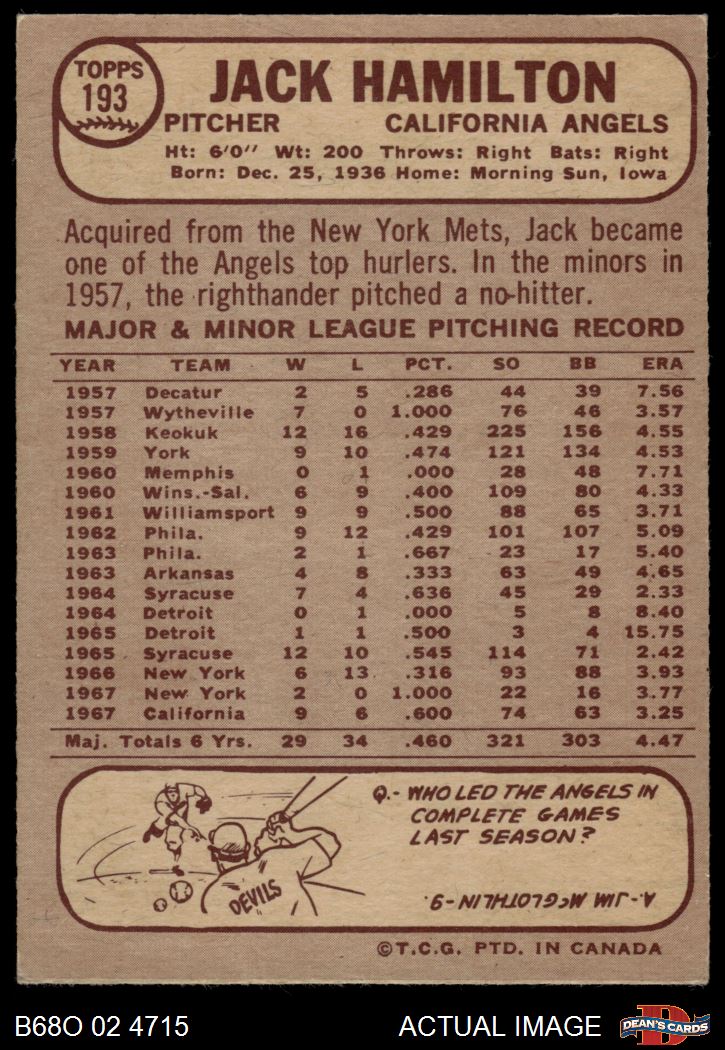 TOPPS
193
JACK HAMILTON
PITCHER CALIFORNIA ANGELS
Ht: 6'0" Wt: 200 Throws: Right Bats: Right
Born: Dec. 25, 1936 Home: Morning Sun, Iowa
Acquired from the New York Mets, Jack became
one of the Angels top hurlers. In the minors in
1957, the righthander pitched a no-hitter.
MAJOR & MINOR LEAGUE PITCHING RECORD
YEAR TEAM W L PCT. SO BB ERA
1957 Decatur 2 5 .286 44 39 7.56
1957 Wytheville 7 0 1.000 76 46 3.57
1958 Keokuk 12 16 .429 225 156 4.55
1959 York 9 10 .474 121 134 4.53
1960 Memphis 0 1 .000 28 48 7.71
1960 Wins.-Sal. 6 9 .400 109 80 4.33
1961 Williamsport 9 9 .500 88 65 3.71
1962 Phila. 9 12 .429 101 107 5.09
1963 Phila. 2 1 .667 23 17 5.40
1963 Arkansas 4 8 .333 63 49 4.65
1964 Syracuse 7 4 .636 45 29 2.33
1964 Detroit 0 1 .000 5 8 8.40
1965 Detroit 1 1 .500 3 4 15.75
1965 Syracuse 12 10 .545 114 71 2.42
1966 New York 6 13 .316 93 88 3.93
1967 New York 2 0 1.000 22 16 3.77
1967 California 9 6 .600 74 63 3.25
Maj. Totals 6 Yrs. 29 34 .460 321 303 4.47
Q.- WHO LED THE ANGELS IN
COMPLETE GAMES
LAST SEASON?
DEVILS
A. JIM McGLOTHLIN-9.
©T.C.G. PTD. IN CANADA
B68O 02 4715 ACTUAL IMAGE DEAN'S CARDS